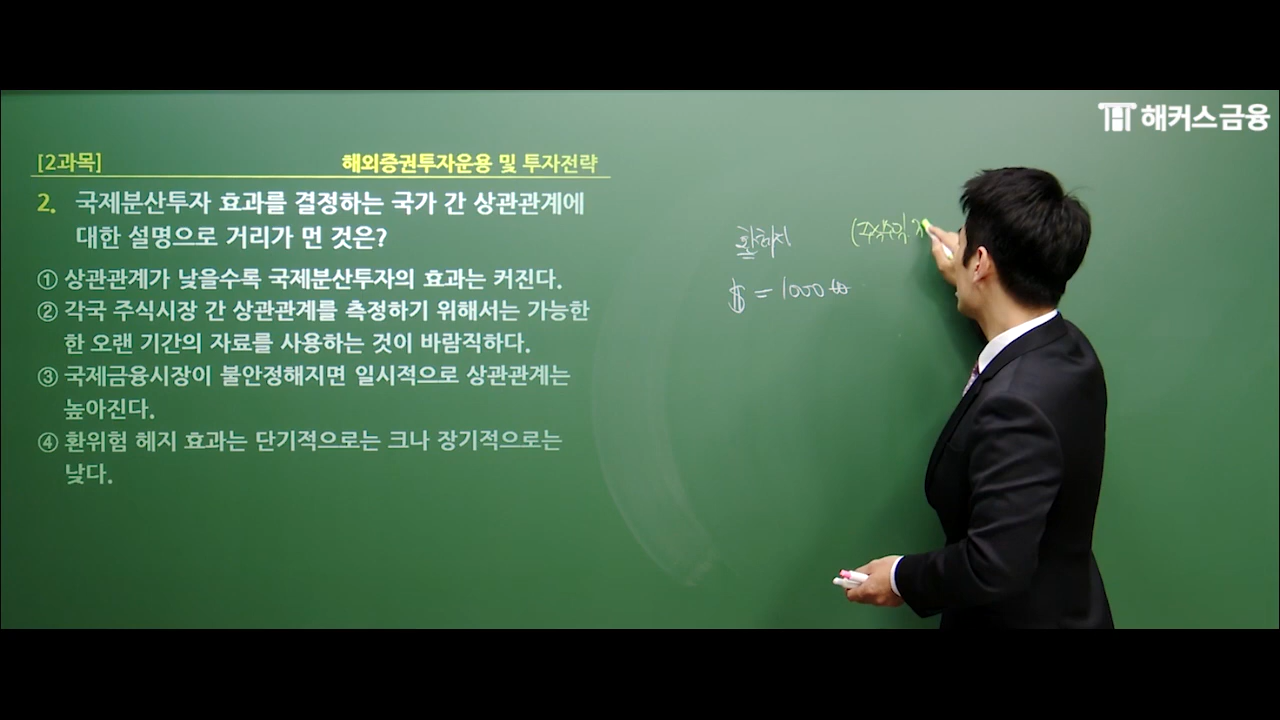 해커스금융
[2과목] 해외증권투자운용 및 투자전략
2. 국제분산투자 효과를 결정하는 국가 간 상관관계에
대한 설명으로 거리가 먼 것은?
① 상관관계가 낮을수록 국제분산투자의 효과는 커진다.
② 각국 주식시장 간 상관관계를 측정하기 위해서는 가능한
한 오랜 기간의 자료를 사용하는 것이 바람직하다.
③ 국제금융시장이 불안정해지면 일시적으로 상관관계는
높아진다.
④ 환위험 헤지 효과는 단기적으로는 크나 장기적으로는
낮다.
환헤지 (주식수익
$ = 1000₩